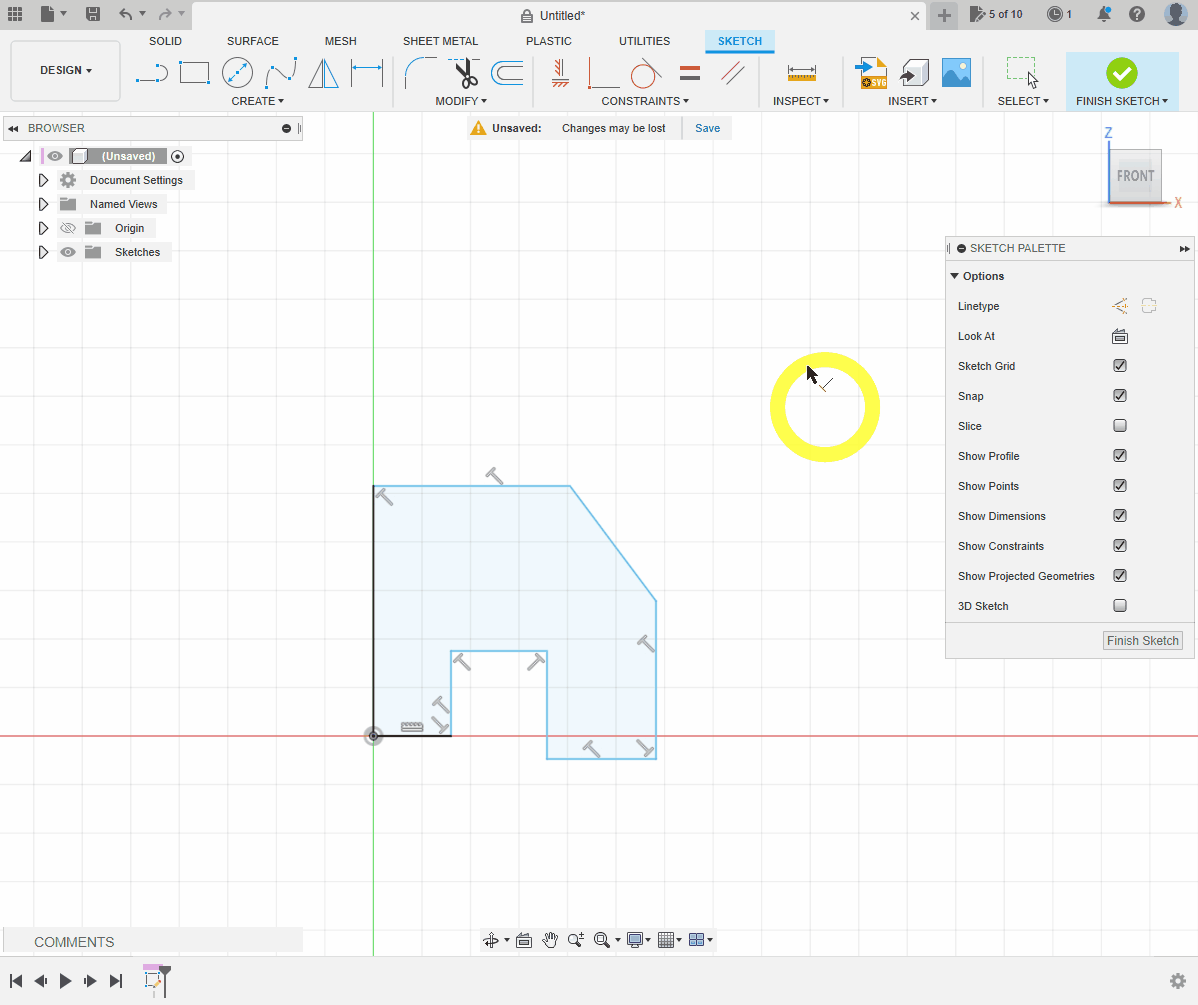 Untitled*
5 of 10
1
SOLID SURFACE MESH SHEET METAL PLASTIC UTILITIES SKETCH
DESIGN
SVG
CREATE MODIFY CONSTRAINTS INSPECT INSERT SELECT FINISH SKETCH
BROWSER
Unsaved: Changes may be lost Save
(Unsaved)
Document Settings
Named Views
Origin
Sketches
Z
FRONT
X
SKETCH PALETTE
Options
Linetype
Look At
Sketch Grid
Snap
Slice
Show Profile
Show Points
Show Dimensions
Show Constraints
Show Projected Geometries
3D Sketch
Finish Sketch
COMMENTS